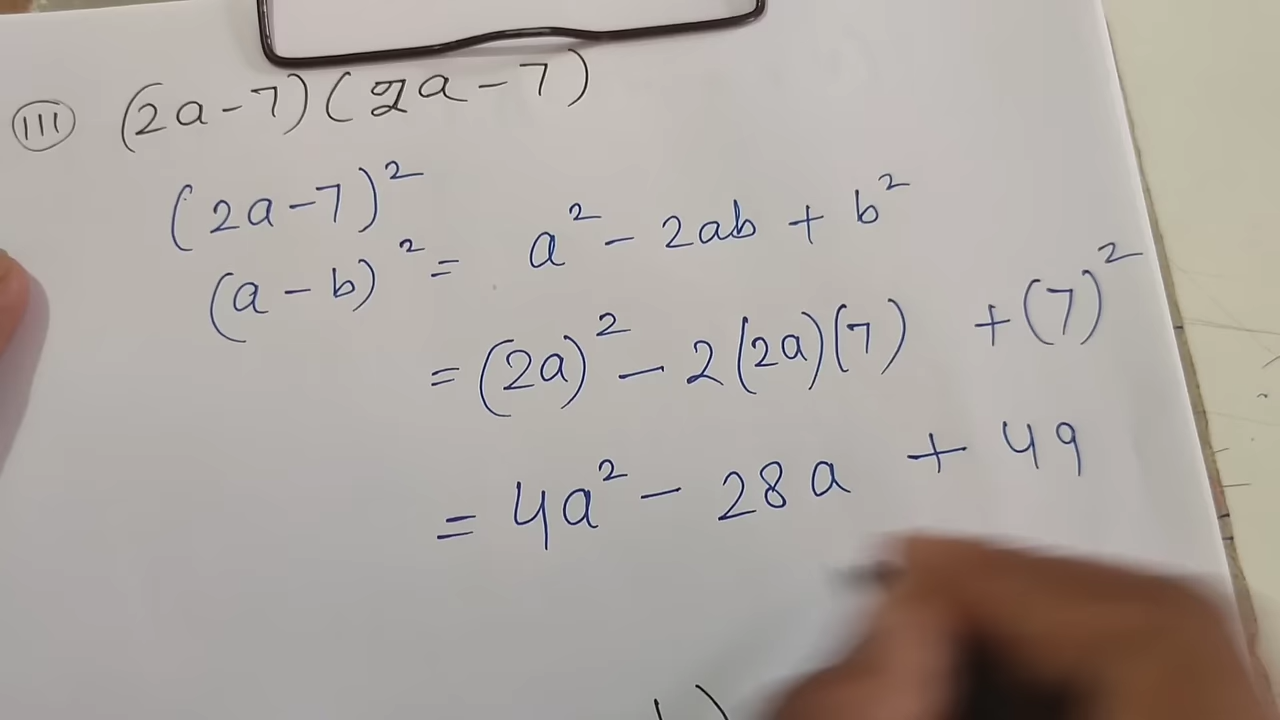 (III) (2a-7)(2a-7)
(2a-7)²
(a-b)² = a² - 2ab + b²
= (2a)² - 2(2a)(7) + (7)²
= 4a² - 28a + 49